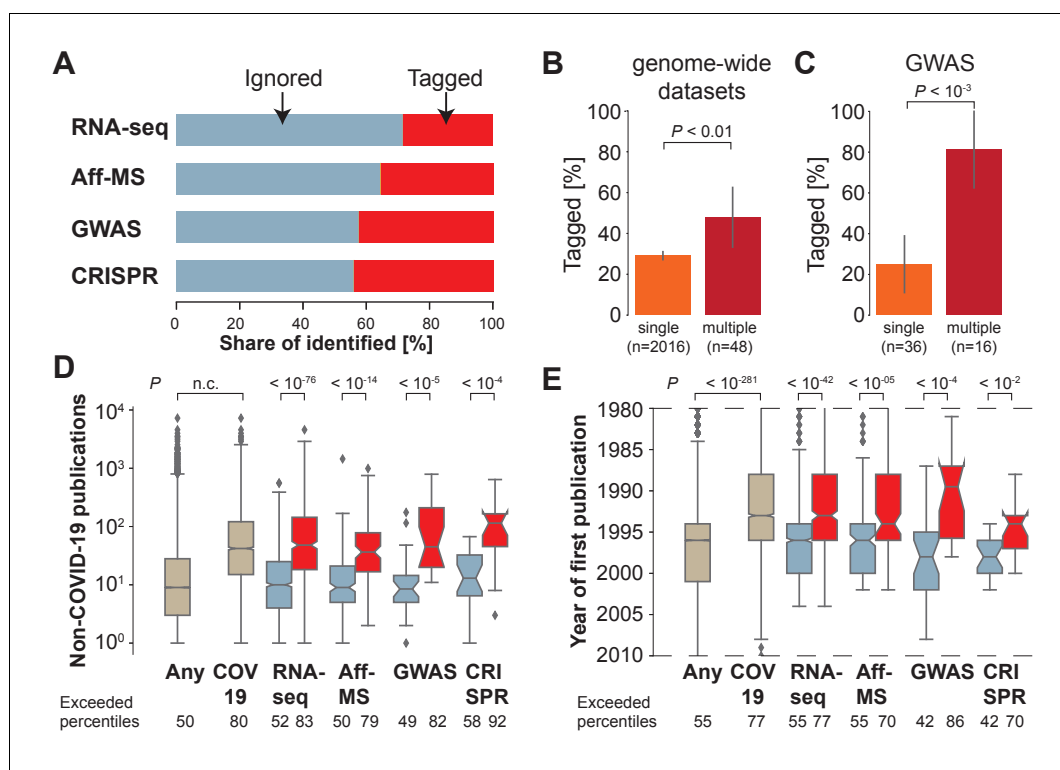 A
Ignored
Tagged
RNA-seq
Aff-MS
GWAS
CRISPR
0 20 40 60 80 100
Share of identified [%]
B
genome-wide
datasets
P < 0.01
Tagged [%]
100
80
60
40
20
0
single
(n=2016)
multiple
(n=48)
C
GWAS
P < 10⁻³
Tagged [%]
100
80
60
40
20
0
single
(n=36)
multiple
(n=16)
D
P n.c. < 10⁻⁷⁶ < 10⁻¹⁴ < 10⁻⁵ < 10⁻⁴
Non-COVID-19 publications
10⁴
10³
10²
10¹
10⁰
Any COV RNA- Aff- GWAS CRI
19 seq MS SPR
Exceeded
percentiles 50 80 52 83 50 79 49 82 58 92
E
P < 10⁻²⁸¹ < 10⁻⁴² < 10⁻⁰⁵ < 10⁻⁴ < 10⁻²
Year of first publication
1980
1985
1990
1995
2000
2005
2010
Any COV RNA- Aff- GWAS CRI
19 seq MS SPR
Exceeded
percentiles 55 77 55 77 55 70 42 86 42 70